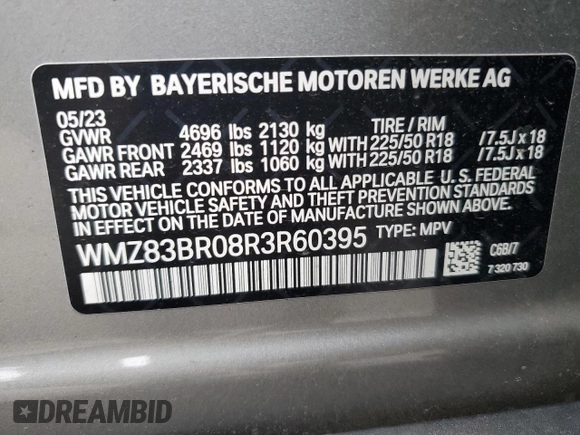 MFD BY BAYERISCHE MOTOREN WERKE AG
05/23
GVWR 4696 lbs 2130 kg TIRE / RIM
GAWR FRONT 2469 lbs 1120 kg WITH 225/50 R18 /7.5J x 18
GAWR REAR 2337 lbs 1060 kg WITH 225/50 R18 /7.5J x 18
THIS VEHICLE CONFORMS TO ALL APPLICABLE U. S. FEDERAL
MOTOR VEHICLE SAFETY AND THEFT PREVENTION STANDARDS
IN EFFECT ON THE DATE OF MANUFACTURE SHOWN ABOVE.
WMZ83BR08R3R60395 TYPE: MPV
C6B/7
7 320 730
DREAMBID